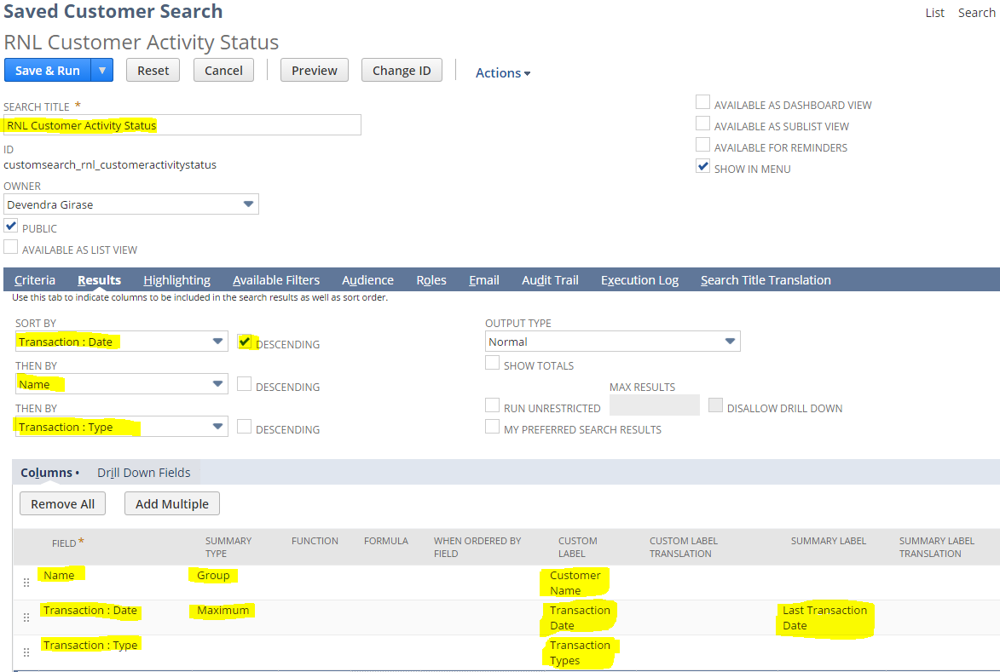 Saved Customer Search
List Search
RNL Customer Activity Status
Save & Run Reset Cancel Preview Change ID Actions
SEARCH TITLE *
RNL Customer Activity Status
ID
customsearch_rnl_customeractivitystatus
OWNER
Devendra Girase
PUBLIC
AVAILABLE AS LIST VIEW
AVAILABLE AS DASHBOARD VIEW
AVAILABLE AS SUBLIST VIEW
AVAILABLE FOR REMINDERS
SHOW IN MENU
Criteria Results Highlighting Available Filters Audience Roles Email Audit Trail Execution Log Search Title Translation
Use this tab to indicate columns to be included in the search results as well as sort order.
SORT BY
Transaction : Date DESCENDING
THEN BY
Name DESCENDING
THEN BY
Transaction : Type DESCENDING
OUTPUT TYPE
Normal
SHOW TOTALS
MAX RESULTS
RUN UNRESTRICTED DISALLOW DRILL DOWN
MY PREFERRED SEARCH RESULTS
Columns • Drill Down Fields
Remove All Add Multiple
FIELD * SUMMARY TYPE FUNCTION FORMULA WHEN ORDERED BY FIELD CUSTOM LABEL CUSTOM LABEL TRANSLATION SUMMARY LABEL SUMMARY LABEL TRANSLATION
Name Group Customer Name
Transaction : Date Maximum Transaction Date Last Transaction Date
Transaction : Type Transaction Types